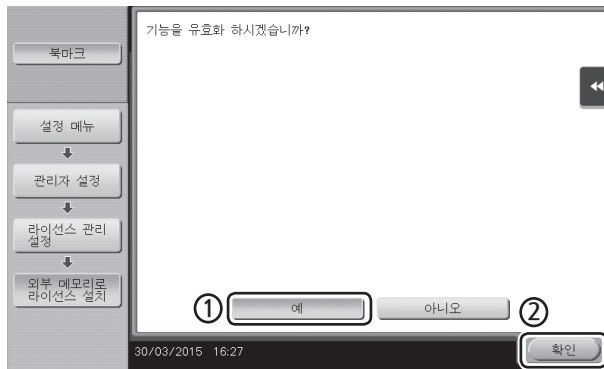 기능을 유효화 하시겠습니까?
북마크
설정 메뉴
관리자 설정
라이선스 관리
설정
외부 메모리로
라이선스 설치
① 예
아니오
② 확인
30/03/2015 16:27